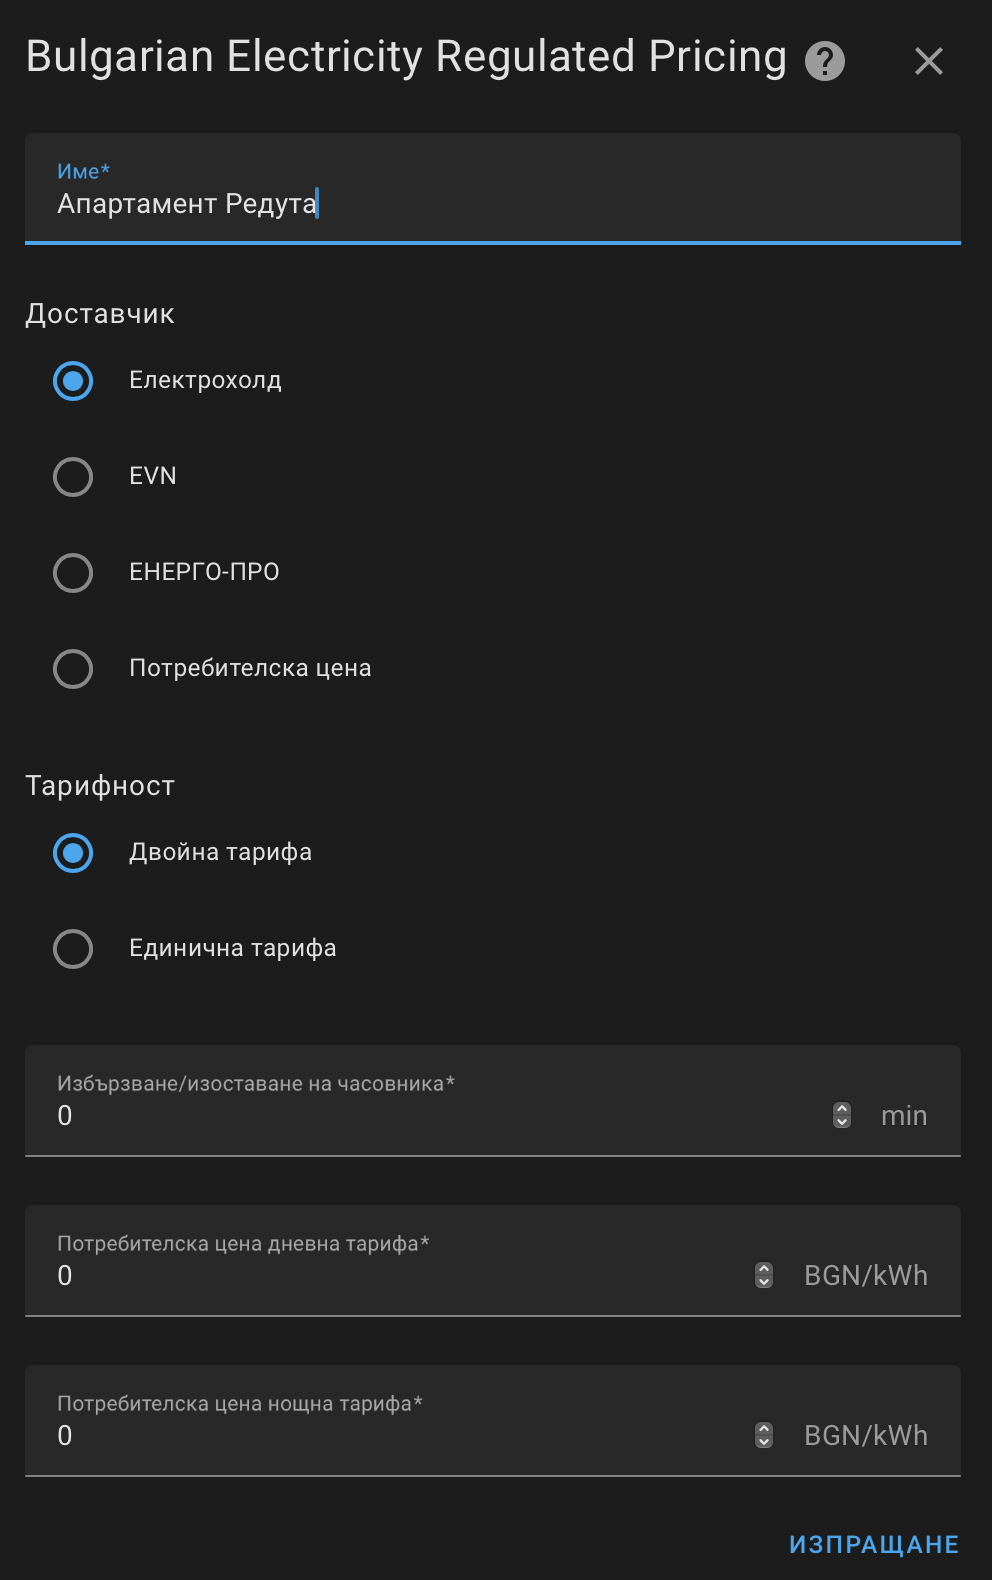 Bulgarian Electricity Regulated Pricing ?
Име*
Апартамент Редута
Доставчик
Електрохолд
EVN
ЕНЕРГО-ПРО
Потребителска цена
Тарифност
Двойна тарифа
Единична тарифа
Избързване/изоставане на часовника*
0 min
Потребителска цена дневна тарифа*
0 BGN/kWh
Потребителска цена нощна тарифа*
0 BGN/kWh
ИЗПРАЩАНЕ